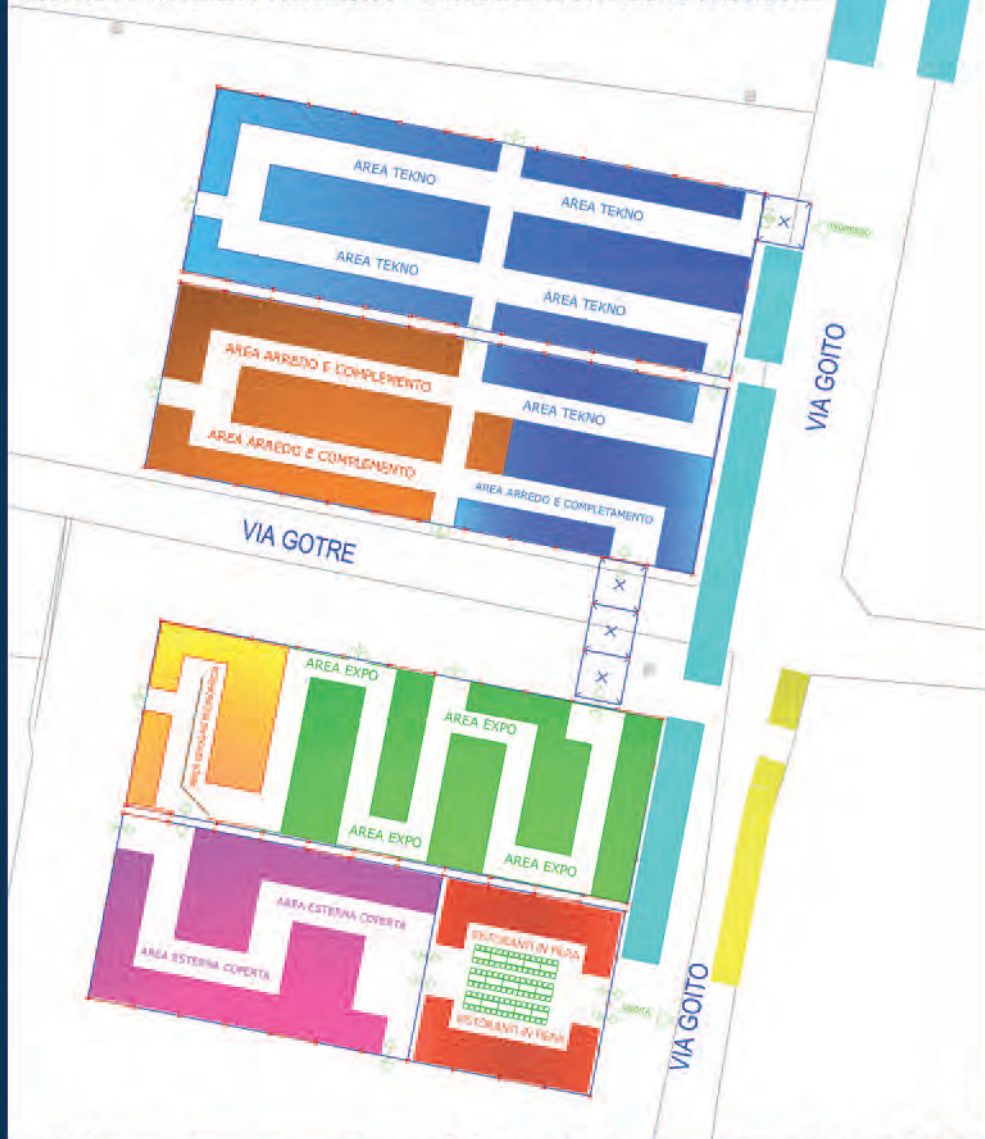 AREA TEKNO
AREA TEKNO
INGRESSO
AREA TEKNO
AREA TEKNO
VIA GOITO
AREA ARREDO E COMPLEMENTO
AREA TEKNO
AREA ARREDO E COMPLEMENTO
AREA ARREDO E COMPLETAMENTO
VIA GOTRE
X
X
X
X
AREA EXPO
AREA EXPO
AREA EXPO
AREA EXPO
AREA ESTERNA COPERTA
AREA ESTERNA COPERTA
RISTORANTI IN FIERA
RISTORANTI IN FIERA
USCITA
VIA GOITO